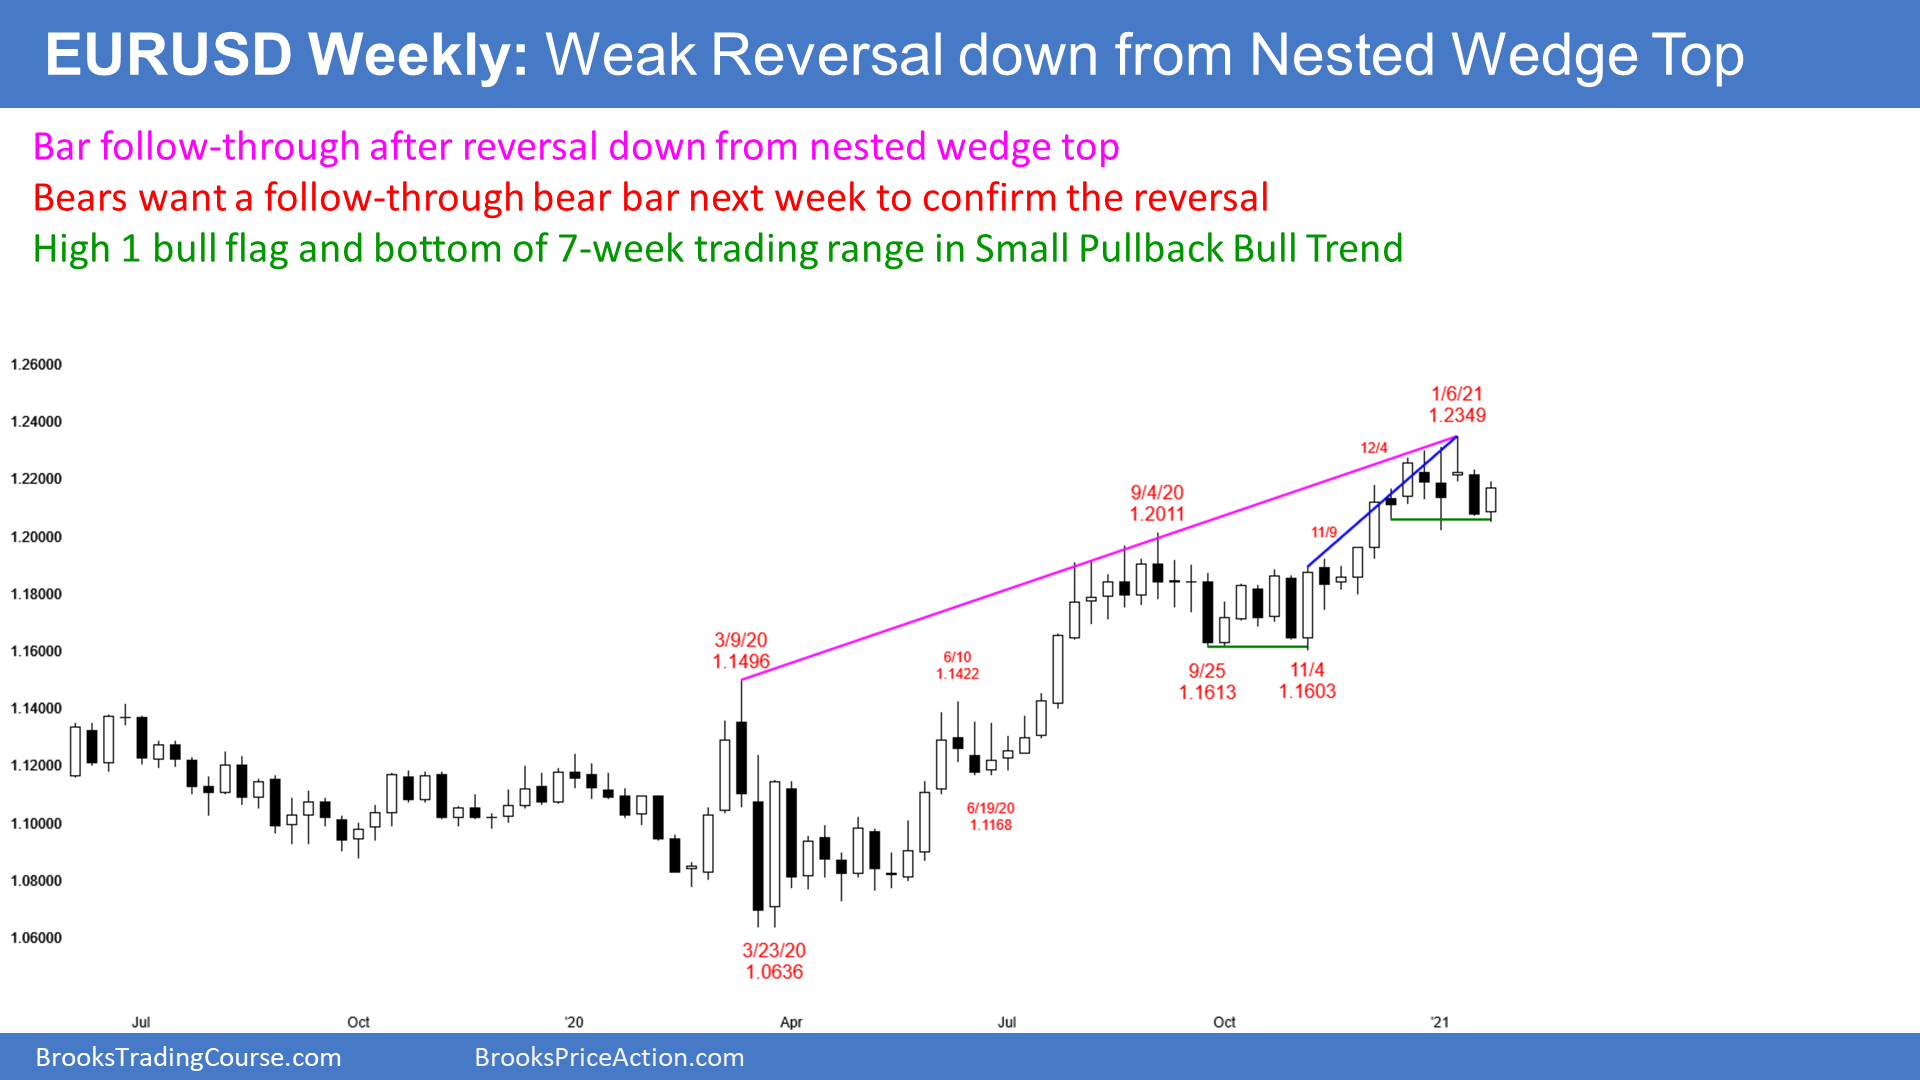 EURUSD Weekly: Weak Reversal down from Nested Wedge Top
Bar follow-through after reversal down from nested wedge top
Bears want a follow-through bear bar next week to confirm the reversal
High 1 bull flag and bottom of 7-week trading range in Small Pullback Bull Trend
1.26000
1.24000
1.22000
1.20000
1.18000
1.16000
1.14000
1.12000
1.10000
1.08000
1.06000
1/6/21
1.2349
12/4
9/4/20
1.2011
11/9
3/9/20
1.1496
6/10
1.1422
9/25
1.1613
11/4
1.1603
6/19/20
1.1168
3/23/20
1.0636
Jul
Oct
'20
Apr
Jul
Oct
'21
BrooksTradingCourse.com
BrooksPriceAction.com